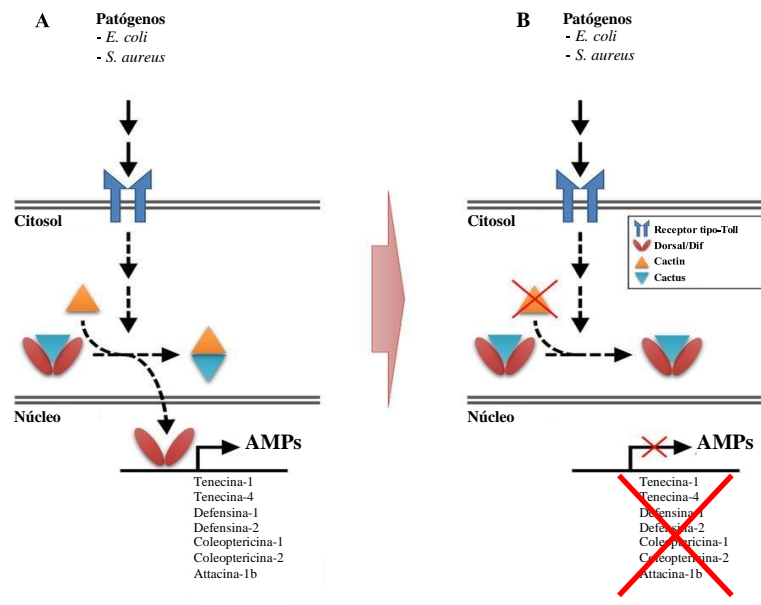 A
Patógenos
- E. coli
- S. aureus
Citosol
Núcleo
AMPs
Tenecina-1
Tenecina-4
Defensina-1
Defensina-2
Coleoptericina-1
Coleoptericina-2
Attacina-1b
B
Patógenos
- E. coli
- S. aureus
Citosol
Receptor tipo-Toll
Dorsal/Dif
Cactin
Cactus
Núcleo
AMPs
Tenecina-1
Tenecina-4
Defensina-1
Defensina-2
Coleoptericina-1
Coleoptericina-2
Attacina-1b